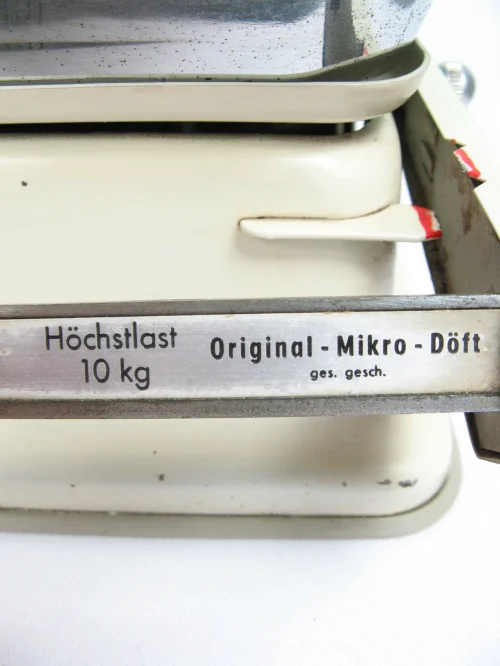 Höchstlast
10 kg
Original - Mikro - Döft
ges. gesch.